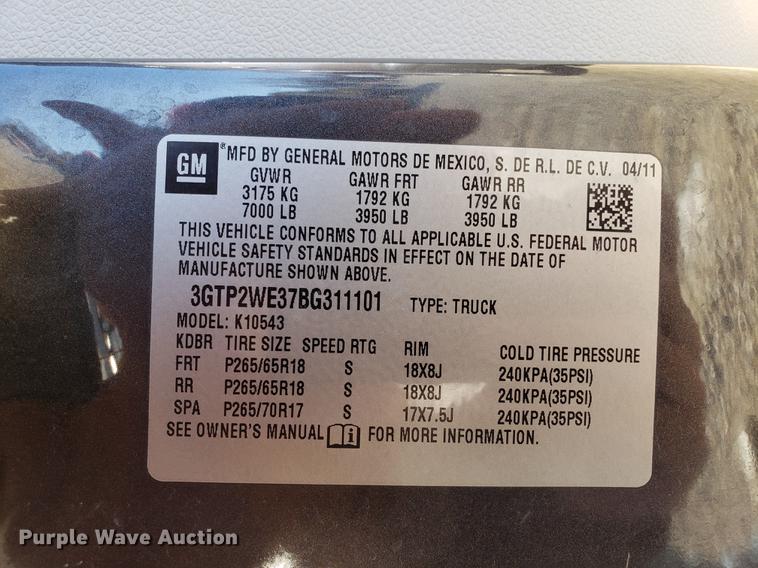 GM ® MFD BY GENERAL MOTORS DE MEXICO, S. DE R.L. DE C.V. 04/11
GVWR GAWR FRT GAWR RR
3175 KG 1792 KG 1792 KG
7000 LB 3950 LB 3950 LB
THIS VEHICLE CONFORMS TO ALL APPLICABLE U.S. FEDERAL MOTOR
VEHICLE SAFETY STANDARDS IN EFFECT ON THE DATE OF
MANUFACTURE SHOWN ABOVE.
3GTP2WE37BG311101 TYPE: TRUCK
MODEL: K10543
KDBR TIRE SIZE SPEED RTG RIM COLD TIRE PRESSURE
FRT P265/65R18 S 18X8J 240KPA(35PSI)
RR P265/65R18 S 18X8J 240KPA(35PSI)
SPA P265/70R17 S 17X7.5J 240KPA(35PSI)
SEE OWNER'S MANUAL i FOR MORE INFORMATION.
Purple Wave Auction